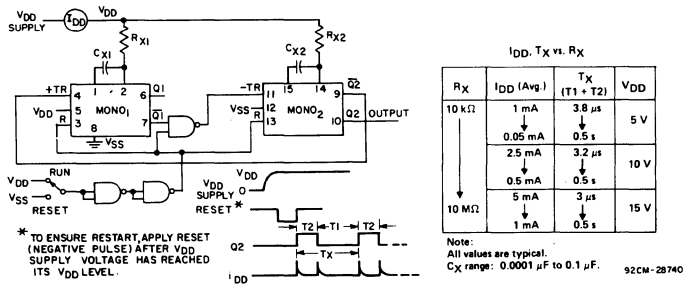 VDD SUPPLY
IDD
VDD
RX1
CX1
RX2
CX2
+TR
4
1
2
6
Q1
VDD
5
MONO1
R
3
8
7
Q̅1̅
VSS
-TR
11
15
14
9
Q̅2̅
VSS
12
MONO2
R
13
10
Q2
OUTPUT
RUN
VDD
VSS
RESET
VDD SUPPLY
VDD
0
RESET *
T2
T1
T2
Q2
Tx
iDD
* TO ENSURE RESTART, APPLY RESET
(NEGATIVE PULSE) AFTER VDD
SUPPLY VOLTAGE HAS REACHED
ITS VDD LEVEL.
IDD, TX vs. RX
RX IDD (Avg.) TX (T1 + T2) VDD
10 kΩ 1 mA 3.8 μs 5 V
0.05 mA 0.5 s
2.5 mA 3.2 μs 10 V
0.5 mA 0.5 s
5 mA 3 μs 15 V
10 MΩ 1 mA 0.5 s
Note:
All values are typical.
CX range: 0.0001 μF to 0.1 μF.
92CM-28740